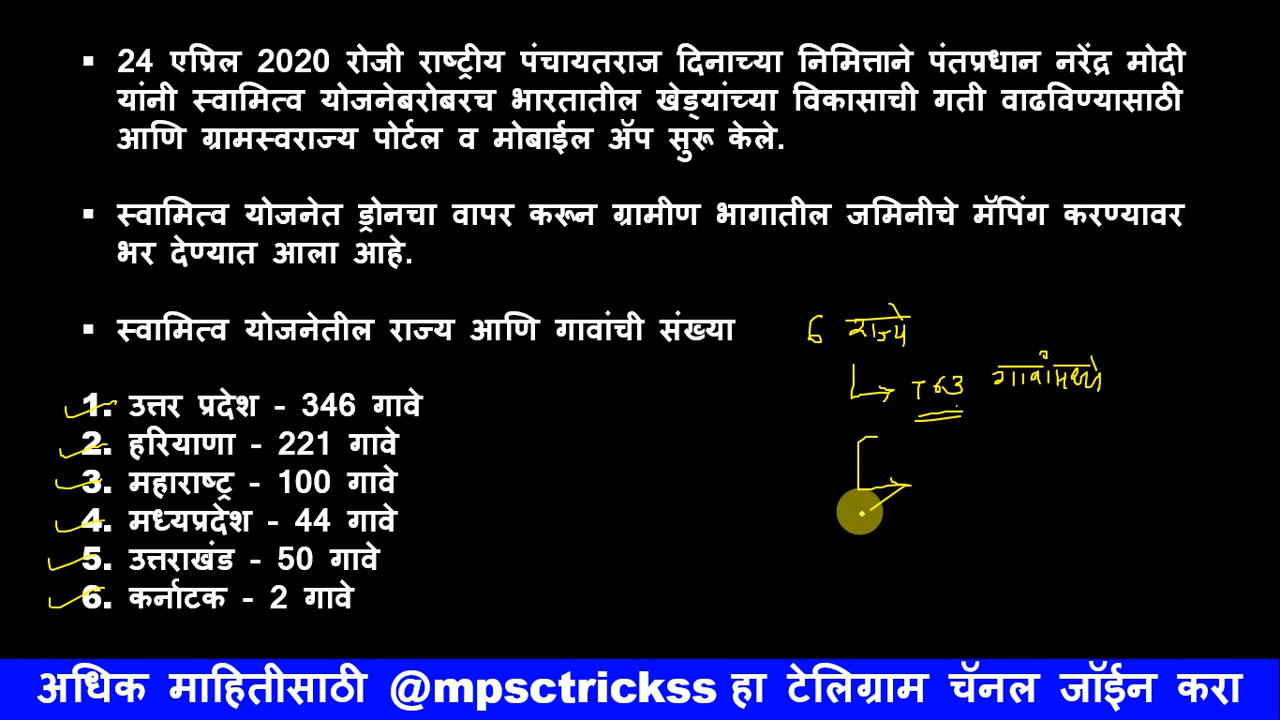 ▪ 24 एप्रिल 2020 रोजी राष्ट्रीय पंचायतराज दिनाच्या निमित्ताने पंतप्रधान नरेंद्र मोदी
यांनी स्वामित्व योजनेबरोबरच भारतातील खेड्यांच्या विकासाची गती वाढविण्यासाठी
आणि ग्रामस्वराज्य पोर्टल व मोबाईल ॲप सुरू केले.
▪ स्वामित्व योजनेत ड्रोनचा वापर करून ग्रामीण भागातील जमिनीचे मॅपिंग करण्यावर
भर देण्यात आला आहे.
▪ स्वामित्व योजनेतील राज्य आणि गावांची संख्या
6 राज्ये
763 गावांमध्ये
1. उत्तर प्रदेश - 346 गावे
2. हरियाणा - 221 गावे
3. महाराष्ट्र - 100 गावे
4. मध्यप्रदेश - 44 गावे
5. उत्तराखंड - 50 गावे
6. कर्नाटक - 2 गावे
अधिक माहितीसाठी @mpsctrickss हा टेलिग्राम चॅनल जॉईन करा